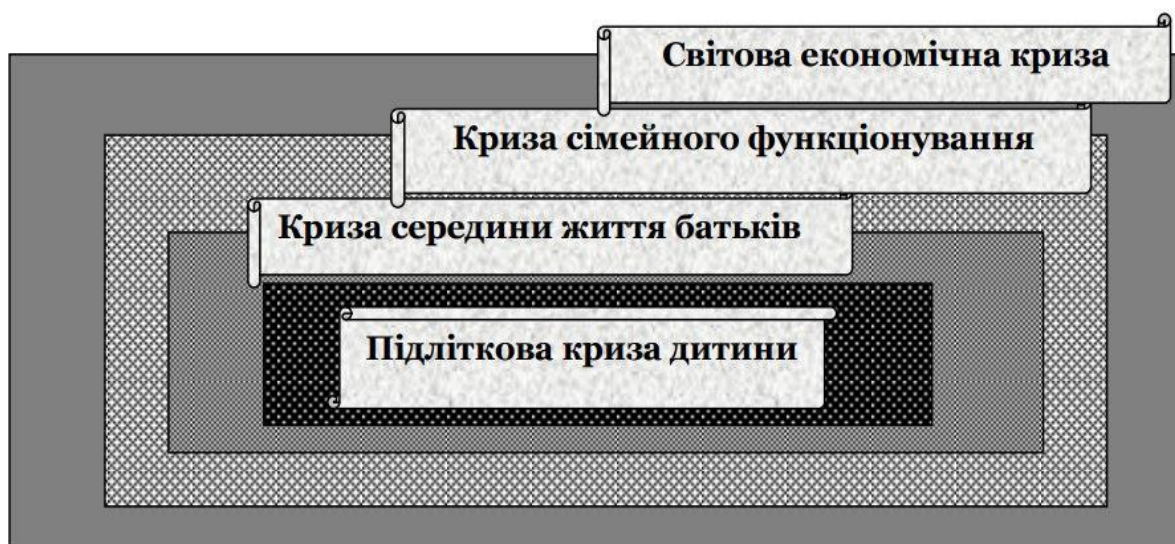 Світова економічна криза
Криза сімейного функціонування
Криза середини життя батьків
Підліткова криза дитини